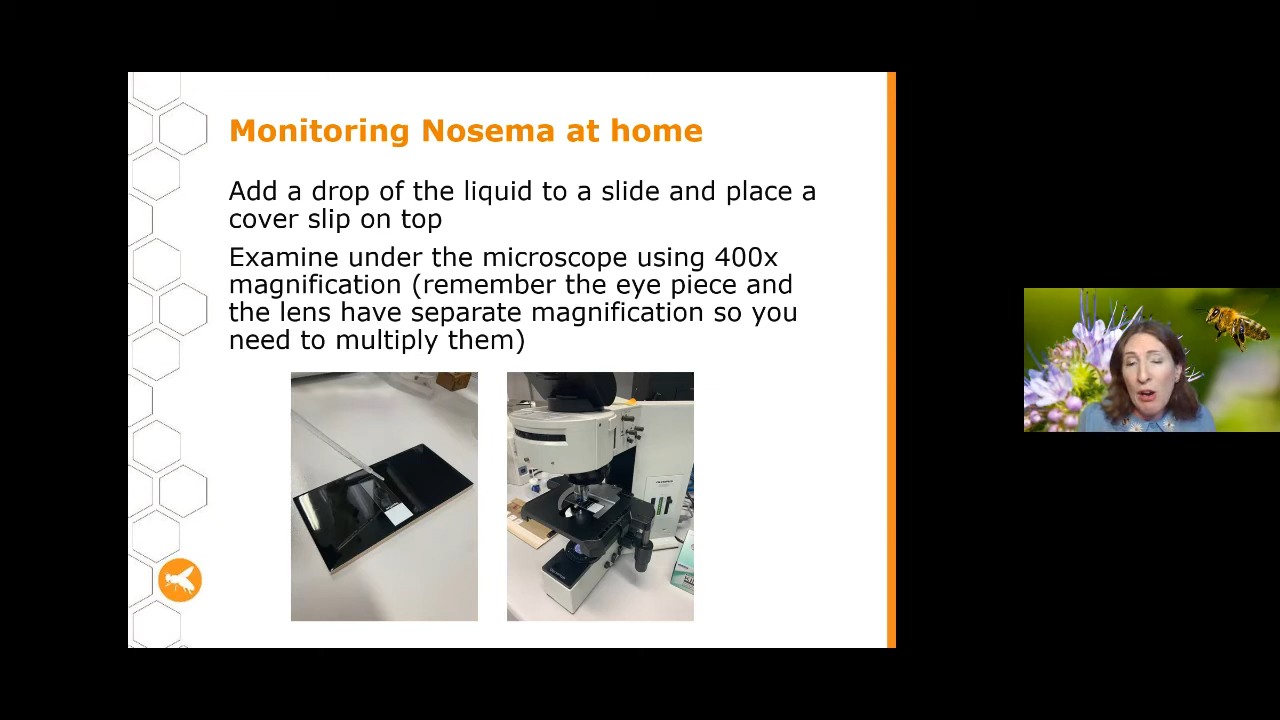 Monitoring Nosema at home
Add a drop of the liquid to a slide and place a
cover slip on top
Examine under the microscope using 400x
magnification (remember the eye piece and
the lens have separate magnification so you
need to multiply them)